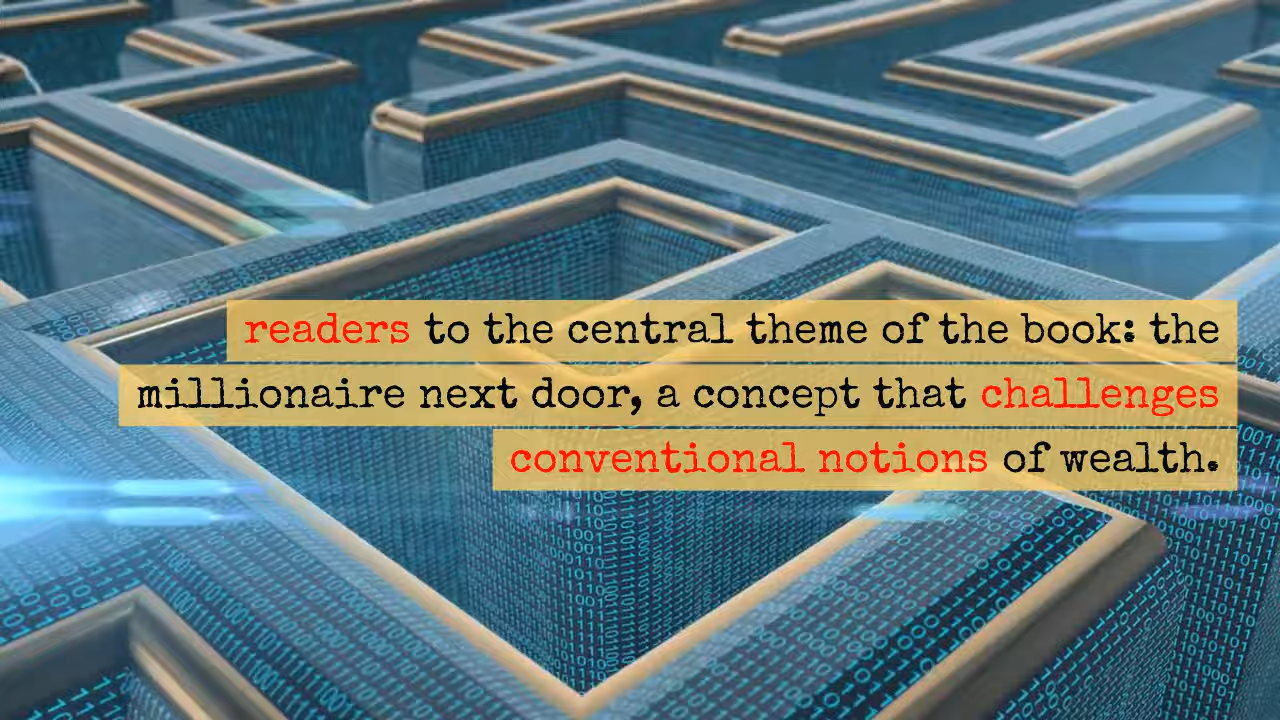 readers to the central theme of the book: the
millionaire next door, a concept that challenges
conventional notions of wealth.